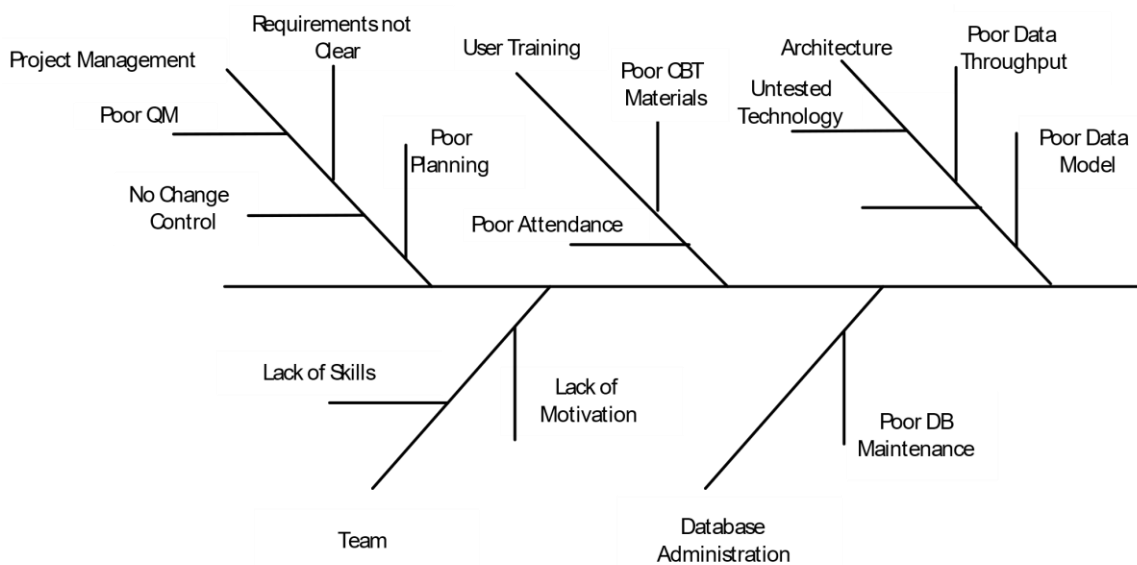 Project Management
Requirements not
Clear
Poor QM
No Change
Control
Poor
Planning
User Training
Poor CBT
Materials
Poor Attendance
Architecture
Untested
Technology
Poor Data
Throughput
Poor Data
Model
Lack of Skills
Lack of
Motivation
Team
Poor DB
Maintenance
Database
Administration